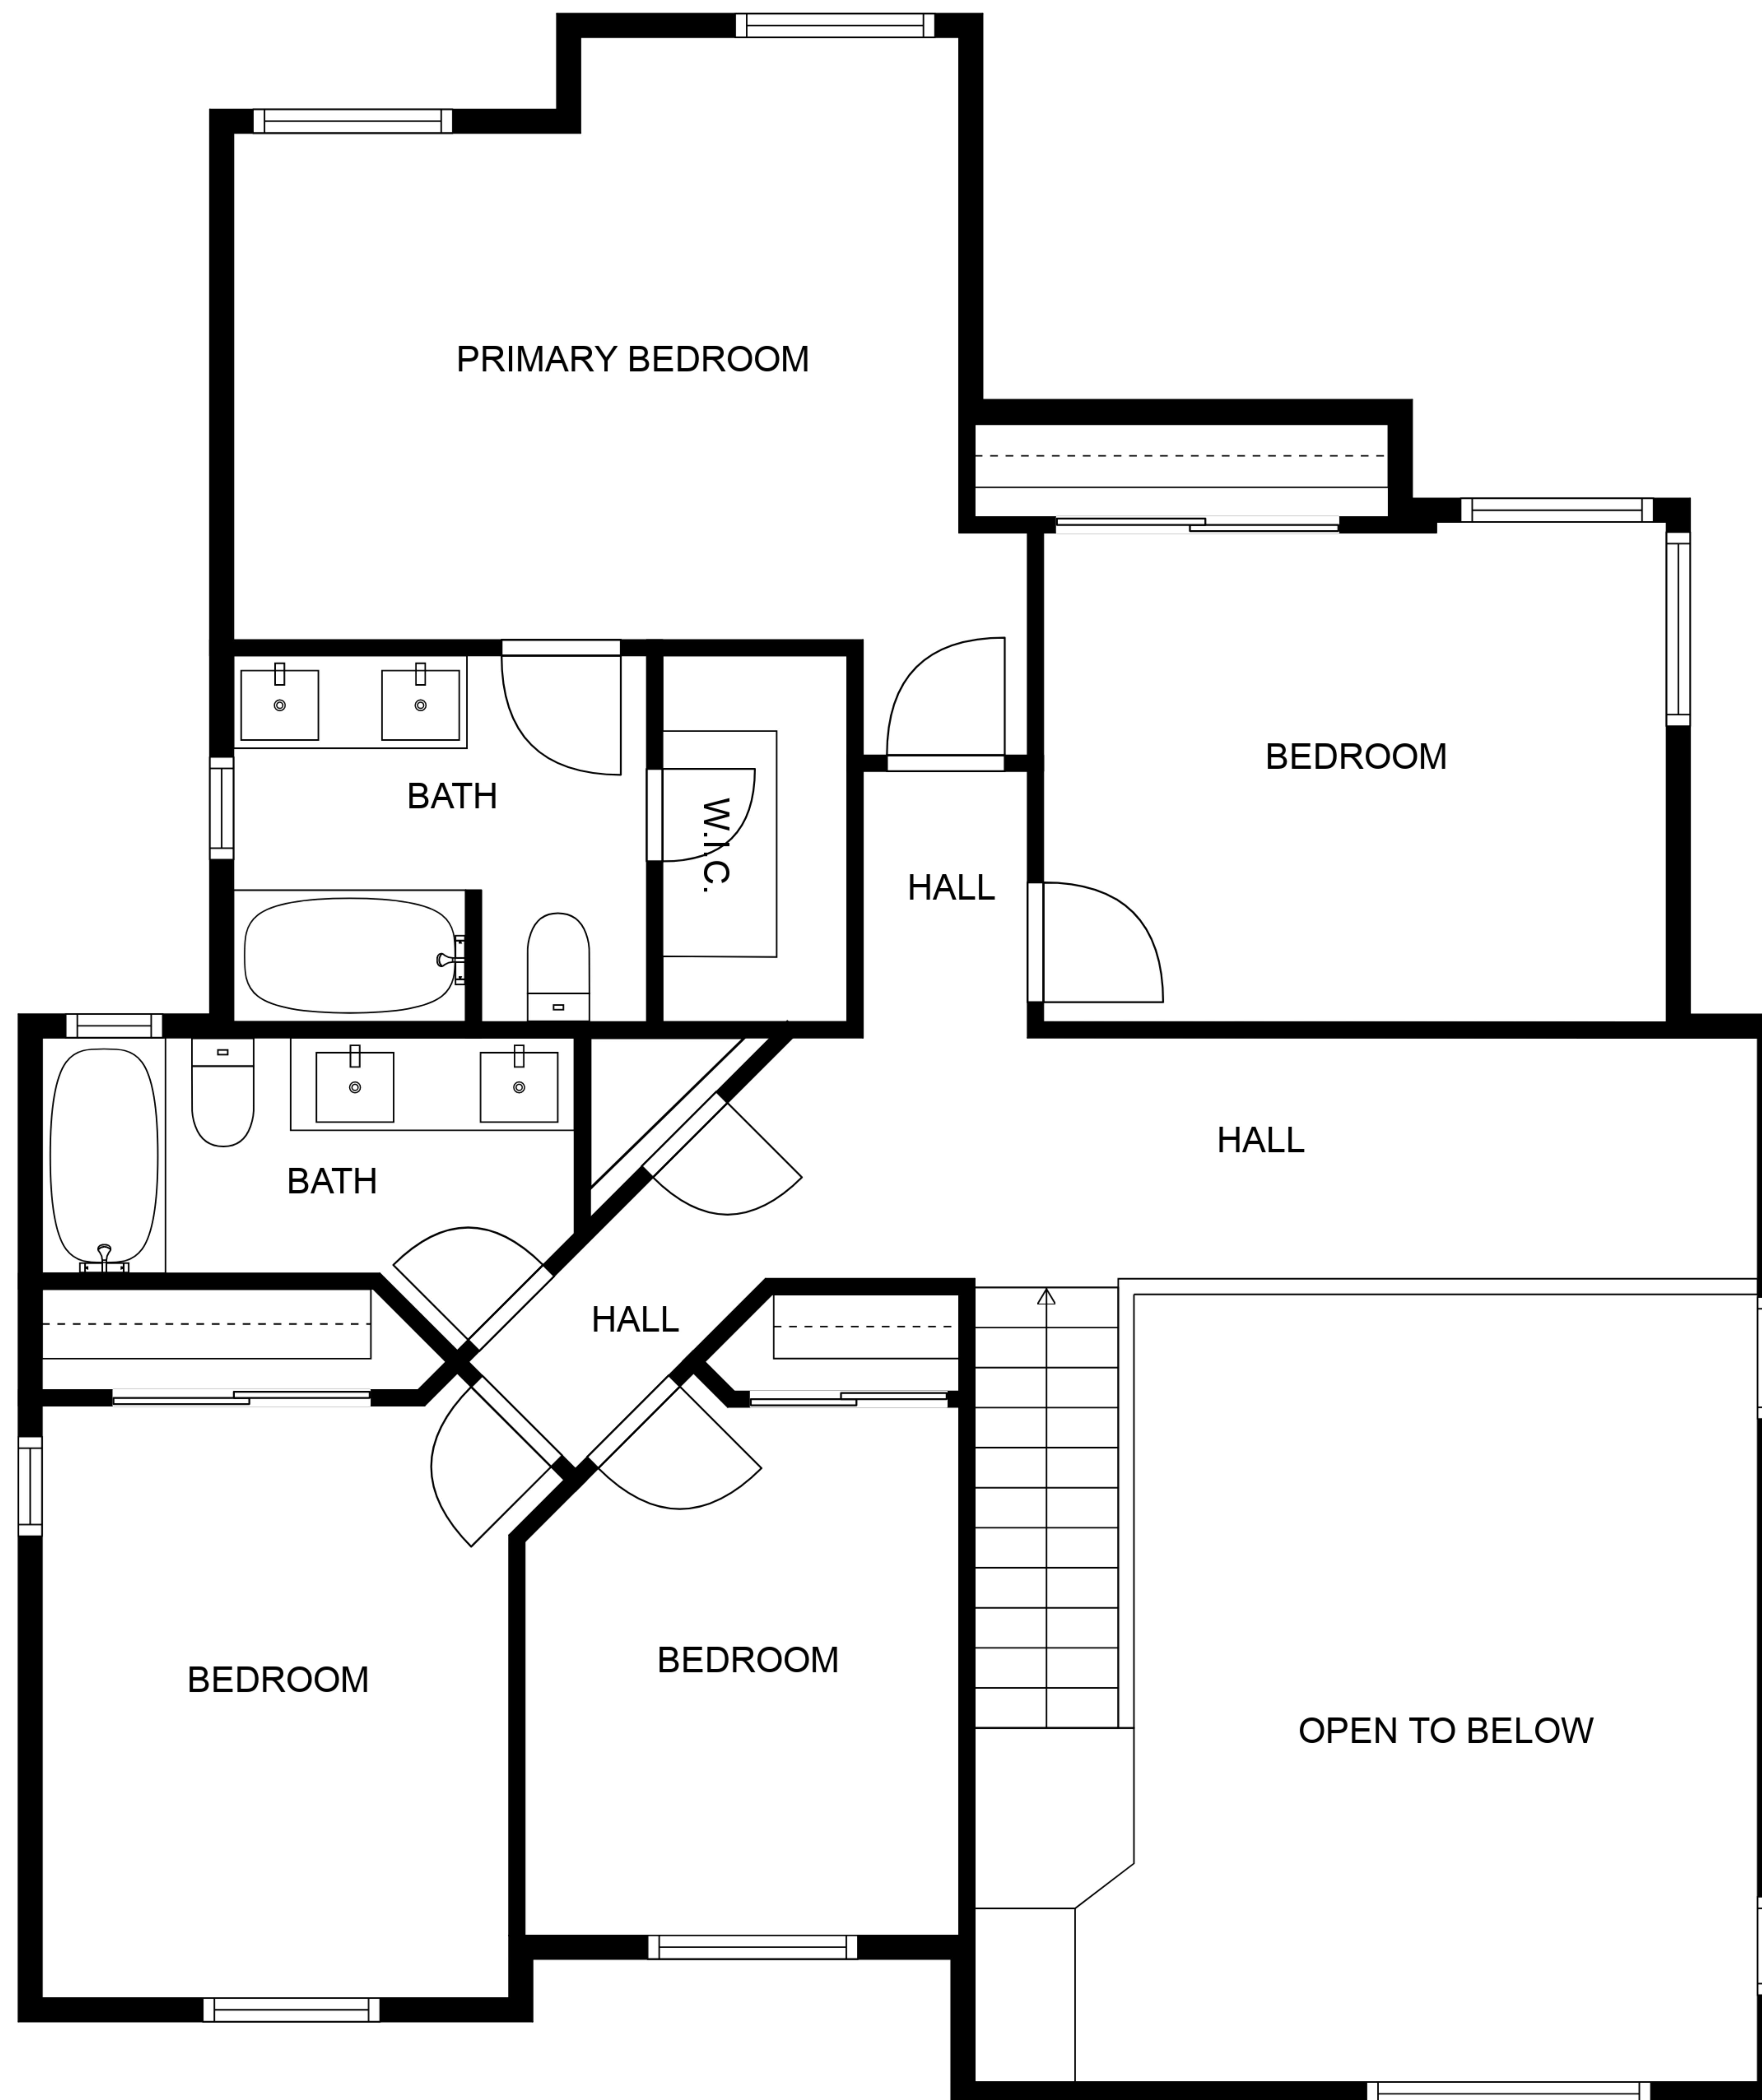 PRIMARY BEDROOM
BEDROOM
BATH
W.I.C.
HALL
HALL
BATH
HALL
BEDROOM
BEDROOM
OPEN TO BELOW